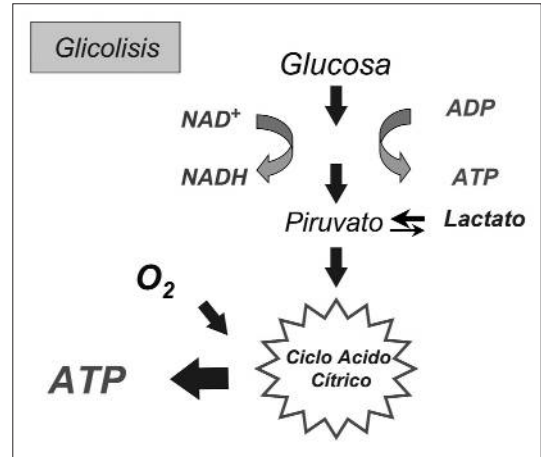 Glicolisis
Glucosa
NAD⁺
ADP
NADH
ATP
Piruvato
Lactato
O₂
Ciclo Acido
Cítrico
ATP